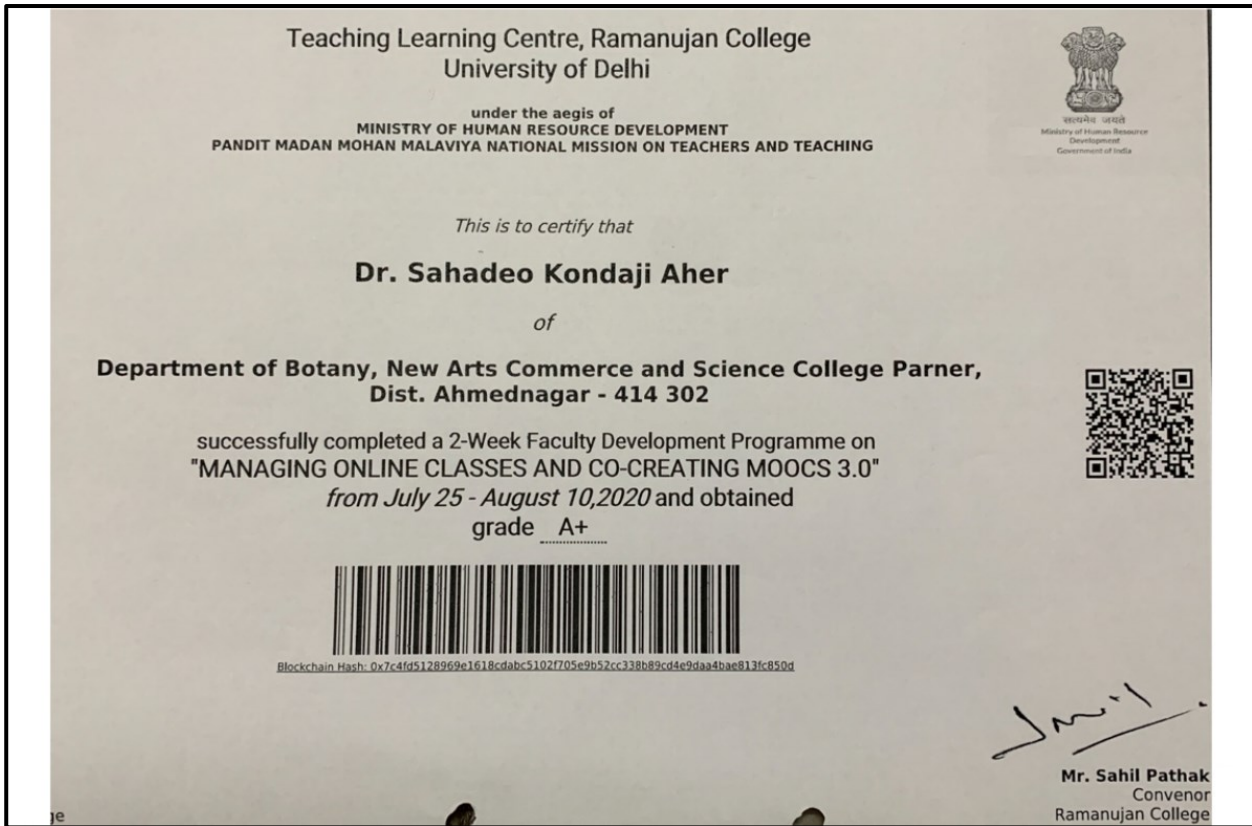 Teaching Learning Centre, Ramanujan College
University of Delhi
under the aegis of
MINISTRY OF HUMAN RESOURCE DEVELOPMENT
PANDIT MADAN MOHAN MALAVIYA NATIONAL MISSION ON TEACHERS AND TEACHING
सत्यमेव जयते
Ministry of Human Resource
Development
Government of India
This is to certify that
Dr. Sahadeo Kondaji Aher
of
Department of Botany, New Arts Commerce and Science College Parner,
Dist. Ahmednagar - 414 302
successfully completed a 2-Week Faculty Development Programme on
"MANAGING ONLINE CLASSES AND CO-CREATING MOOCS 3.0"
from July 25 - August 10,2020 and obtained
grade A+
Blockchain Hash: 0x7c4fd5128969e1618cdabc5102f705e9b52cc338b89cd4e9daa4bae813fc850d
Mr. Sahil Pathak
Convenor
Ramanujan College